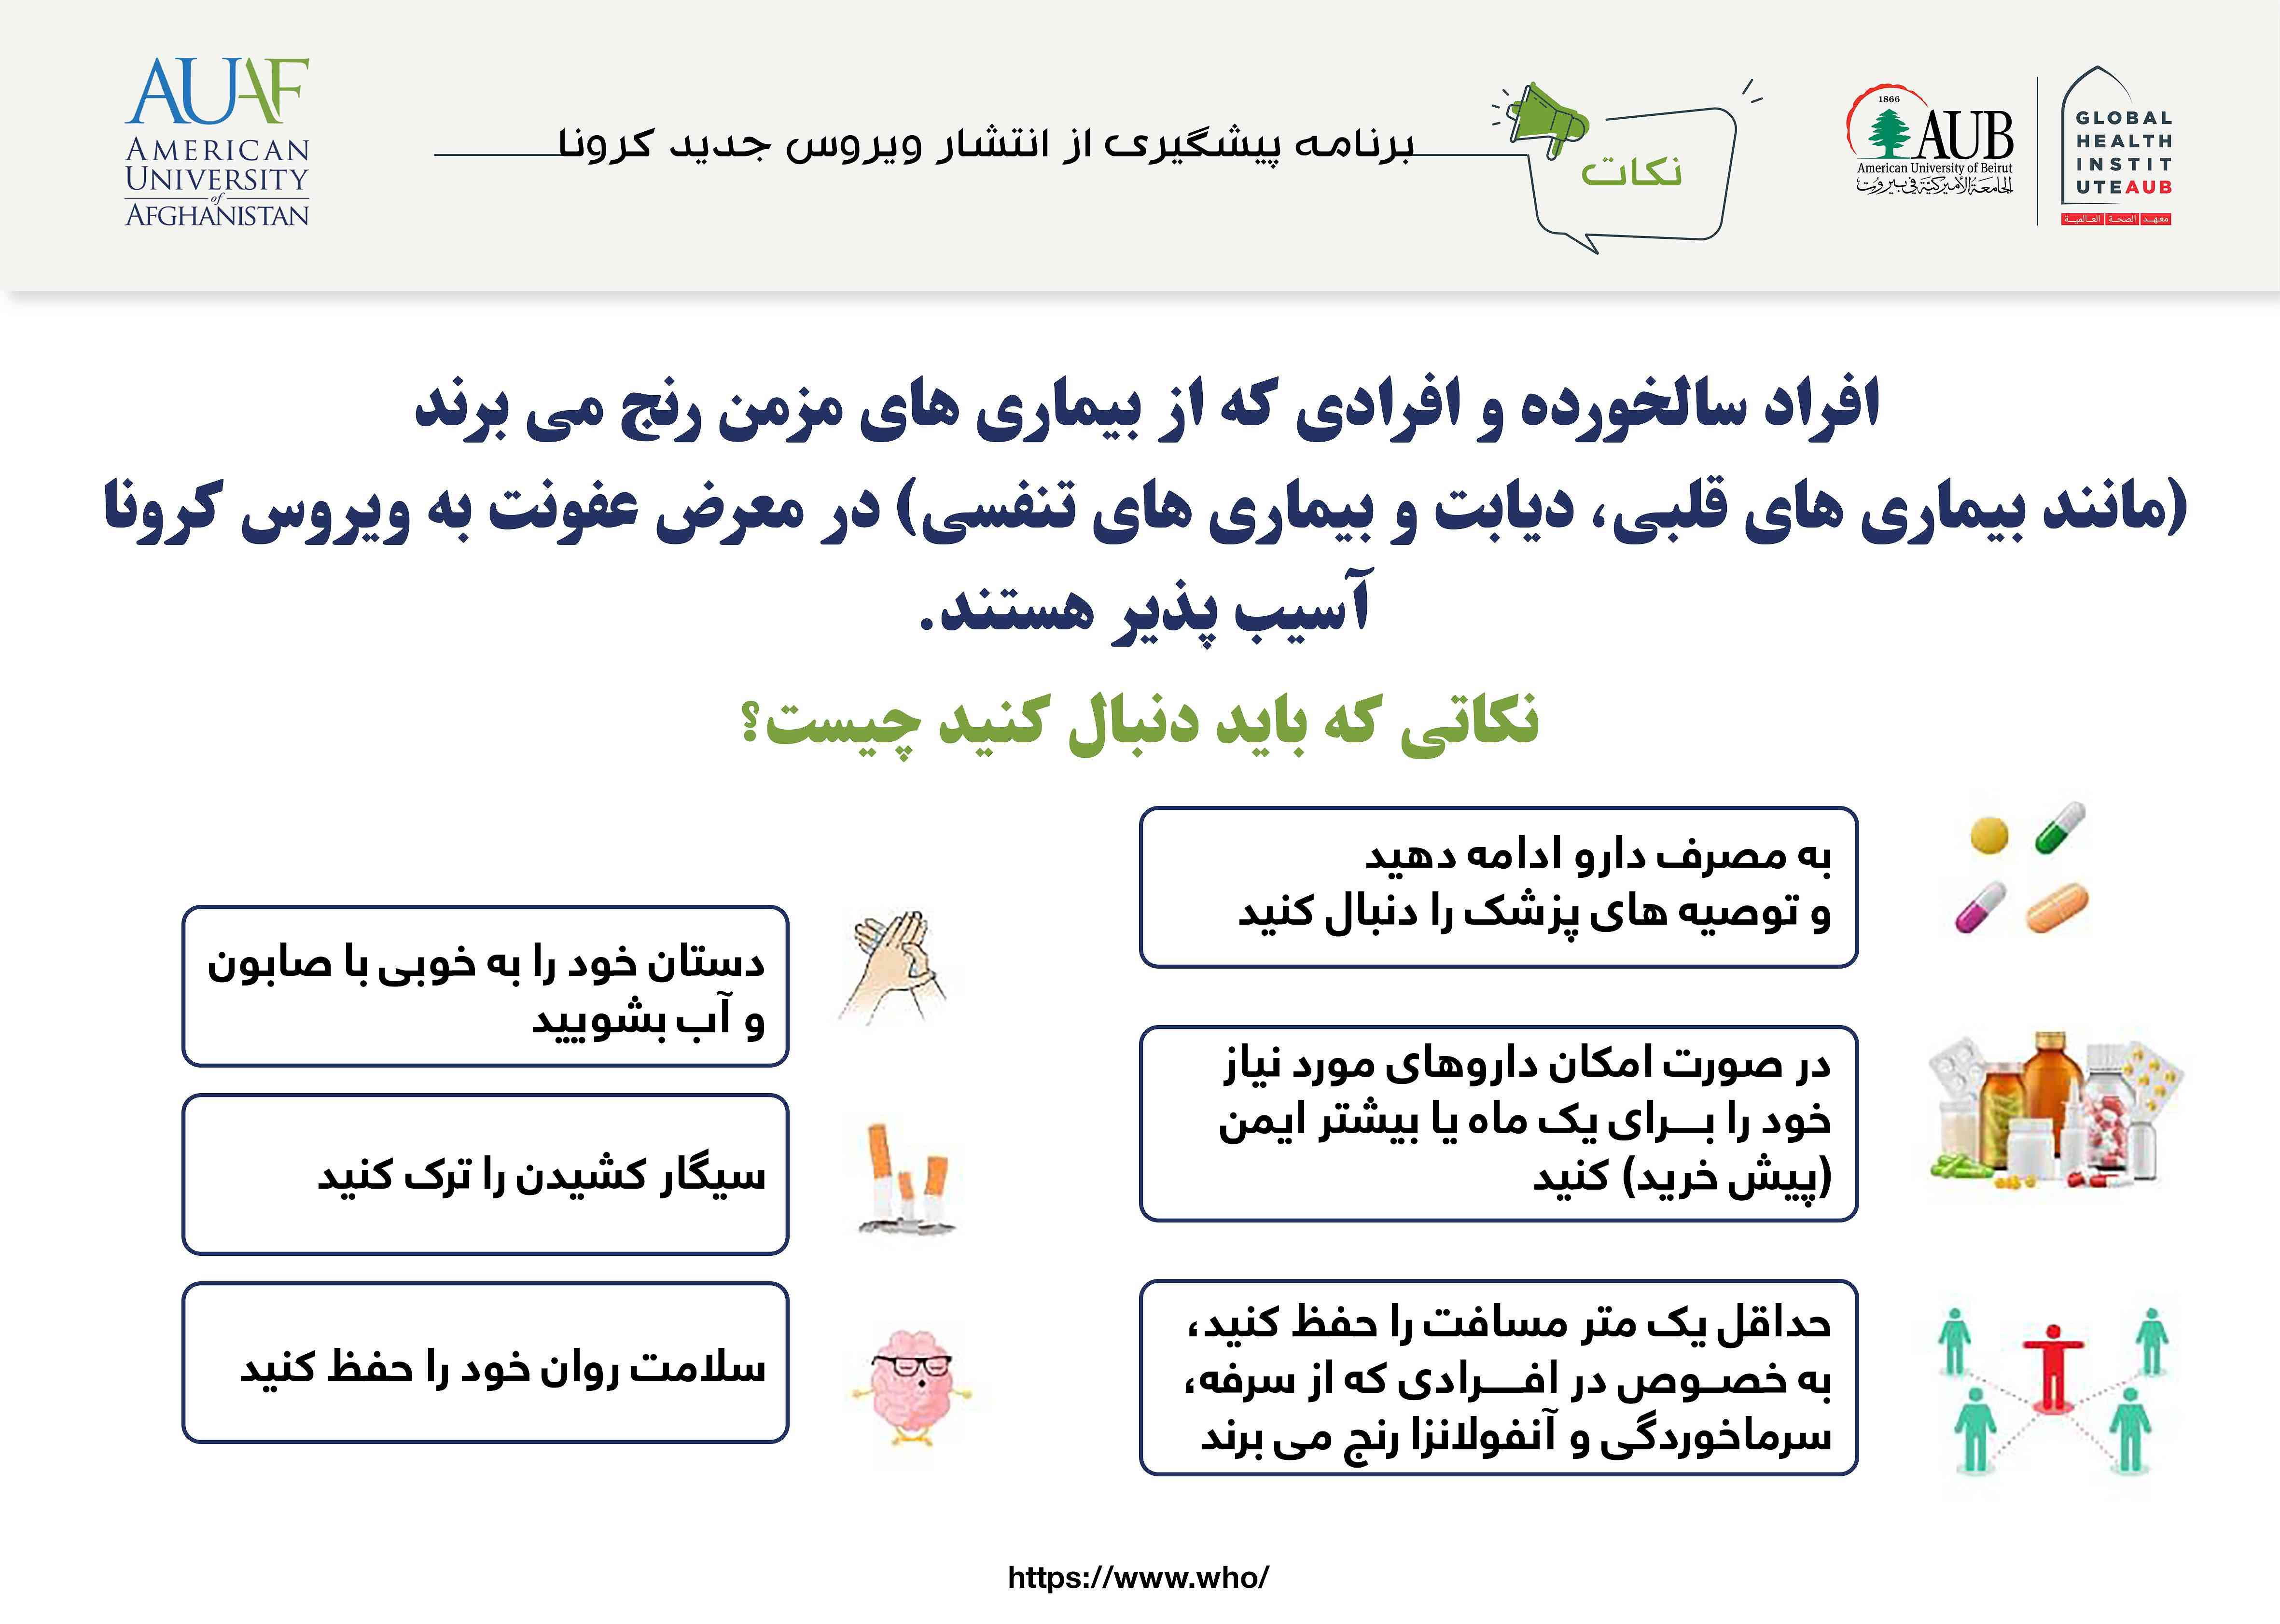 AUAF
AMERICAN
UNIVERSITY
of
AFGHANISTAN
برنامه پیشگیری از انتشار ویروس جدید کرونا
نکات
1866
AUB
American University of Beirut
الجامعة الأميركية في بيروت
GLOBAL
HEALTH
INSTIT
UTEAUB
معهد الصحة العالمية
افراد سالخورده و افرادی که از بیماری های مزمن رنج می برند
(مانند بیماری های قلبی، دیابت و بیماری های تنفسی) در معرض عفونت به ویروس کرونا
آسیب پذیر هستند.
نکاتی که باید دنبال کنید چیست؟
به مصرف دارو ادامه دهید
و توصیه های پزشک را دنبال کنید
در صورت امکان داروهای مورد نیاز
خود را بـــرای یک ماه یا بیشتر ایمن
(پیش خرید) کنید
حداقل یک متر مسافت را حفظ کنید،
به خصـوص در افـــرادی که از سرفه،
سرماخوردگی و آنفولانزا رنج می برند
دستان خود را به خوبی با صابون
و آب بشویید
سیگار کشیدن را ترک کنید
سلامت روان خود را حفظ کنید
https://www.who/